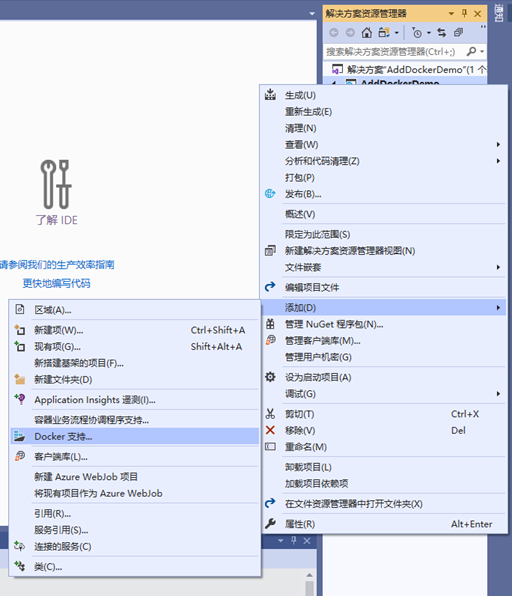 解决方案资源管理器
通知
搜索解决方案资源管理器(Ctrl+;)
解决方案"AddDockerDemo"(1 个
AddDockerDemo
生成(U)
重新生成(E)
清理(N)
查看(W)
分析和代码清理(Z)
打包(P)
发布(B)...
概述(V)
限定为此范围(S)
新建解决方案资源管理器视图(N)
文件嵌套
编辑项目文件
添加(D)
管理 NuGet 程序包(N)...
管理客户端库(M)...
管理用户机密(G)
设为启动项目(A)
调试(G)
剪切(T) Ctrl+X
移除(V) Del
重命名(M)
卸载项目(L)
加载项目依赖项
在文件资源管理器中打开文件夹(X)
属性(R) Alt+Enter
了解 IDE
请参阅我们的生产效率指南
更快地编写代码
区域(A)...
新建项(W)... Ctrl+Shift+A
现有项(G)... Shift+Alt+A
新搭建基架的项目(F)...
新建文件夹(D)
Application Insights 遥测(I)...
容器业务流程协调程序支持...
Docker 支持...
客户端库(L)...
新建 Azure WebJob 项目
将现有项目作为 Azure WebJob
引用(R)...
服务引用(S)...
连接的服务(C)
类(C)...